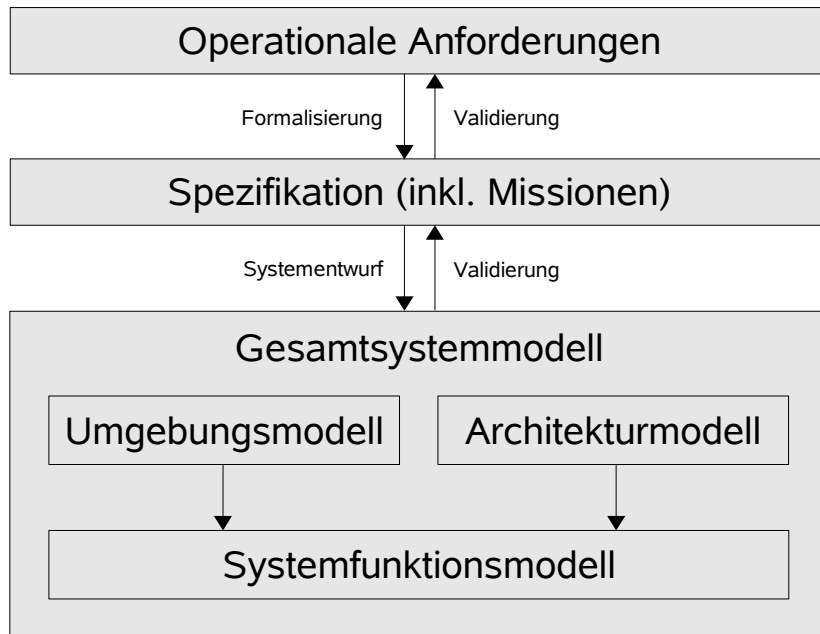 Operationale Anforderungen
Formalisierung
Validierung
Spezifikation (inkl. Missionen)
Systementwurf
Validierung
Gesamtsystemmodell
Umgebungsmodell
Architekturmodell
Systemfunktionsmodell